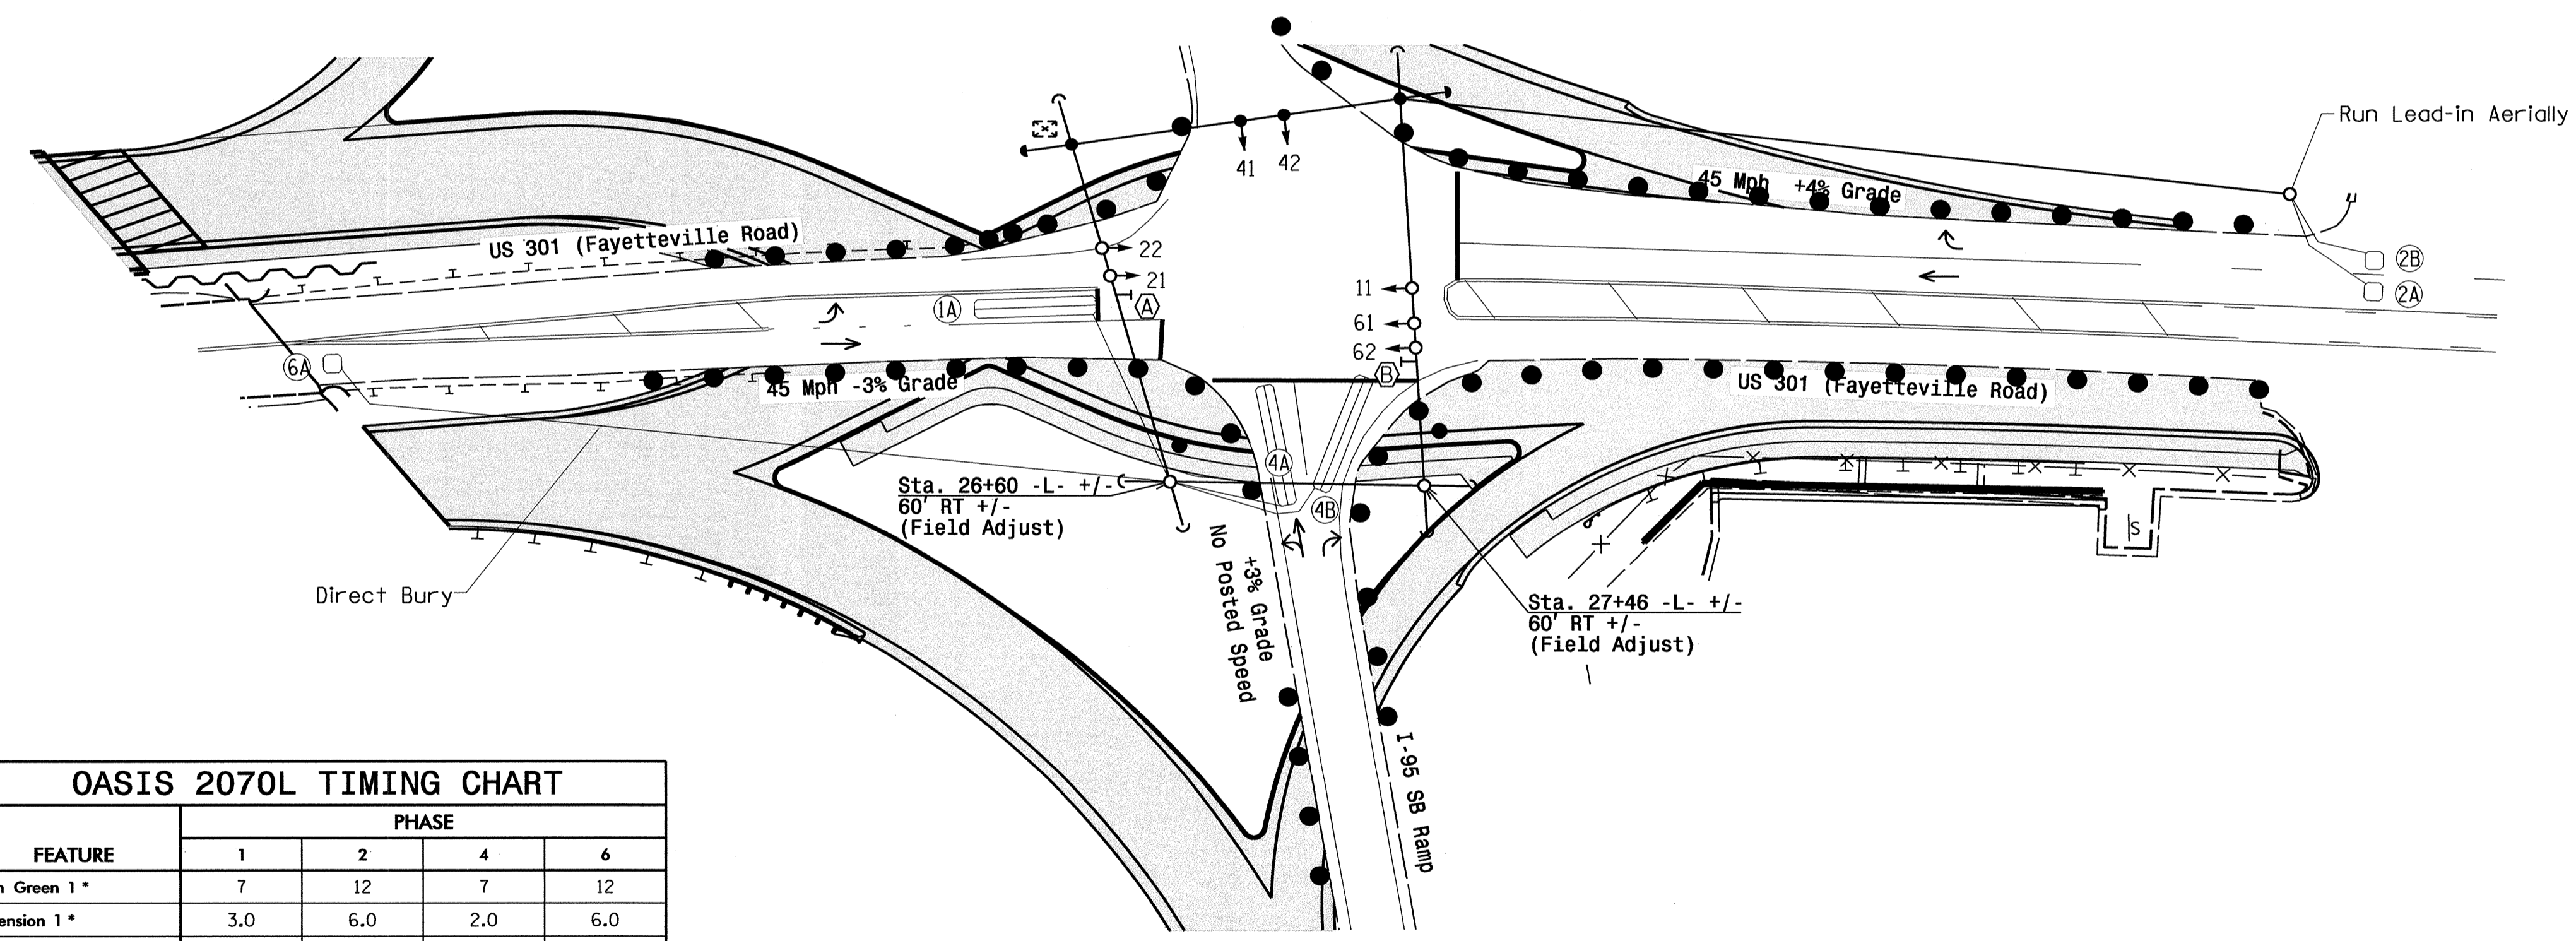 Run Lead-in Aerially
41
42
45 Mph +4% Grade
US 301 (Fayetteville Road)
22
21
2B
2A
1A
A
11
61
62
B
6A
45 Mph -3% Grade
US 301 (Fayetteville Road)
4A
4B
Sta. 26+60 -L- +/-
60' RT +/-
(Field Adjust)
S
Direct Bury
+3% Grade
No Posted Speed
Sta. 27+46 -L- +/-
60' RT +/-
(Field Adjust)
I-95 SB Ramp
OASIS 2070L TIMING CHART
PHASE
FEATURE 1 2 4 6
Green 1 * 7 12 7 12
ension 1 * 3.0 6.0 2.0 6.0